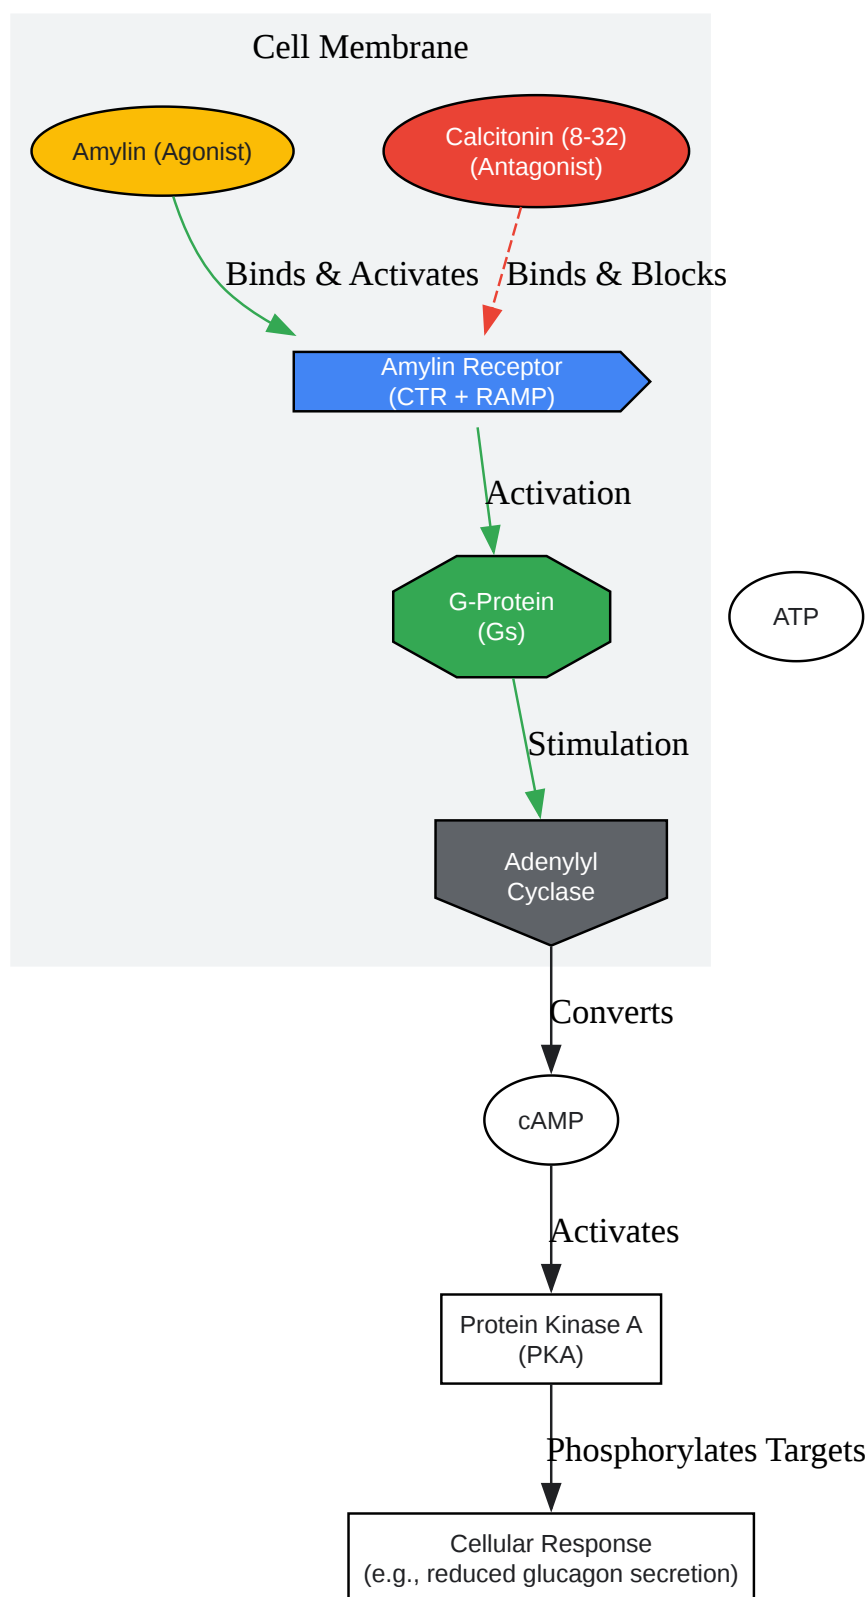 Cell Membrane
Amylin (Agonist)
Calcitonin (8-32)
(Antagonist)
Binds & Activates
Binds & Blocks
Amylin Receptor
(CTR + RAMP)
Activation
G-Protein
(Gs)
ATP
Stimulation
Adenylyl
Cyclase
Converts
cAMP
Activates
Protein Kinase A
(PKA)
Phosphorylates Targets
Cellular Response
(e.g., reduced glucagon secretion)